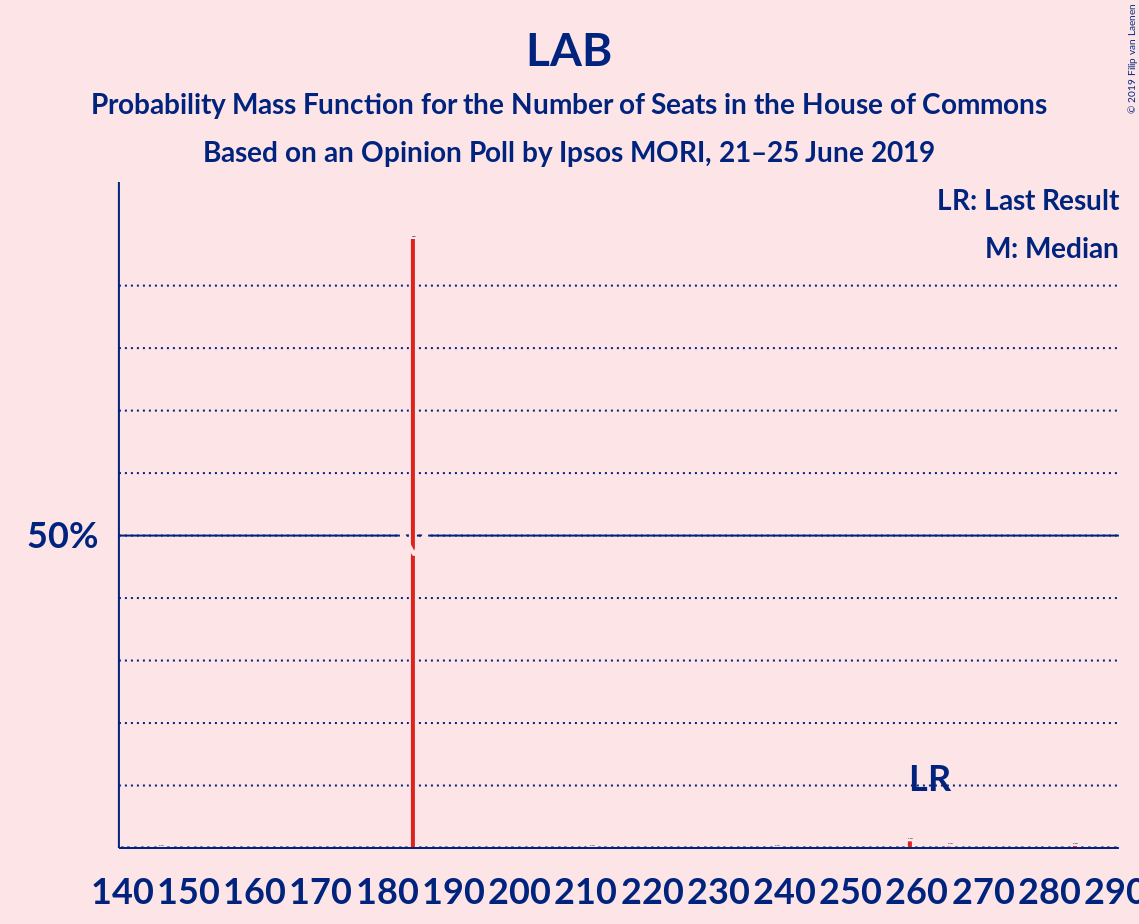 LAB
Probability Mass Function for the Number of Seats in the House of Commons
Based on an Opinion Poll by Ipsos MORI, 21–25 June 2019
© 2019 Filip van Laenen
LR: Last Result
M: Median
50%
LR
140 150 160 170 180 190 200 210 220 230 240 250 260 270 280 290